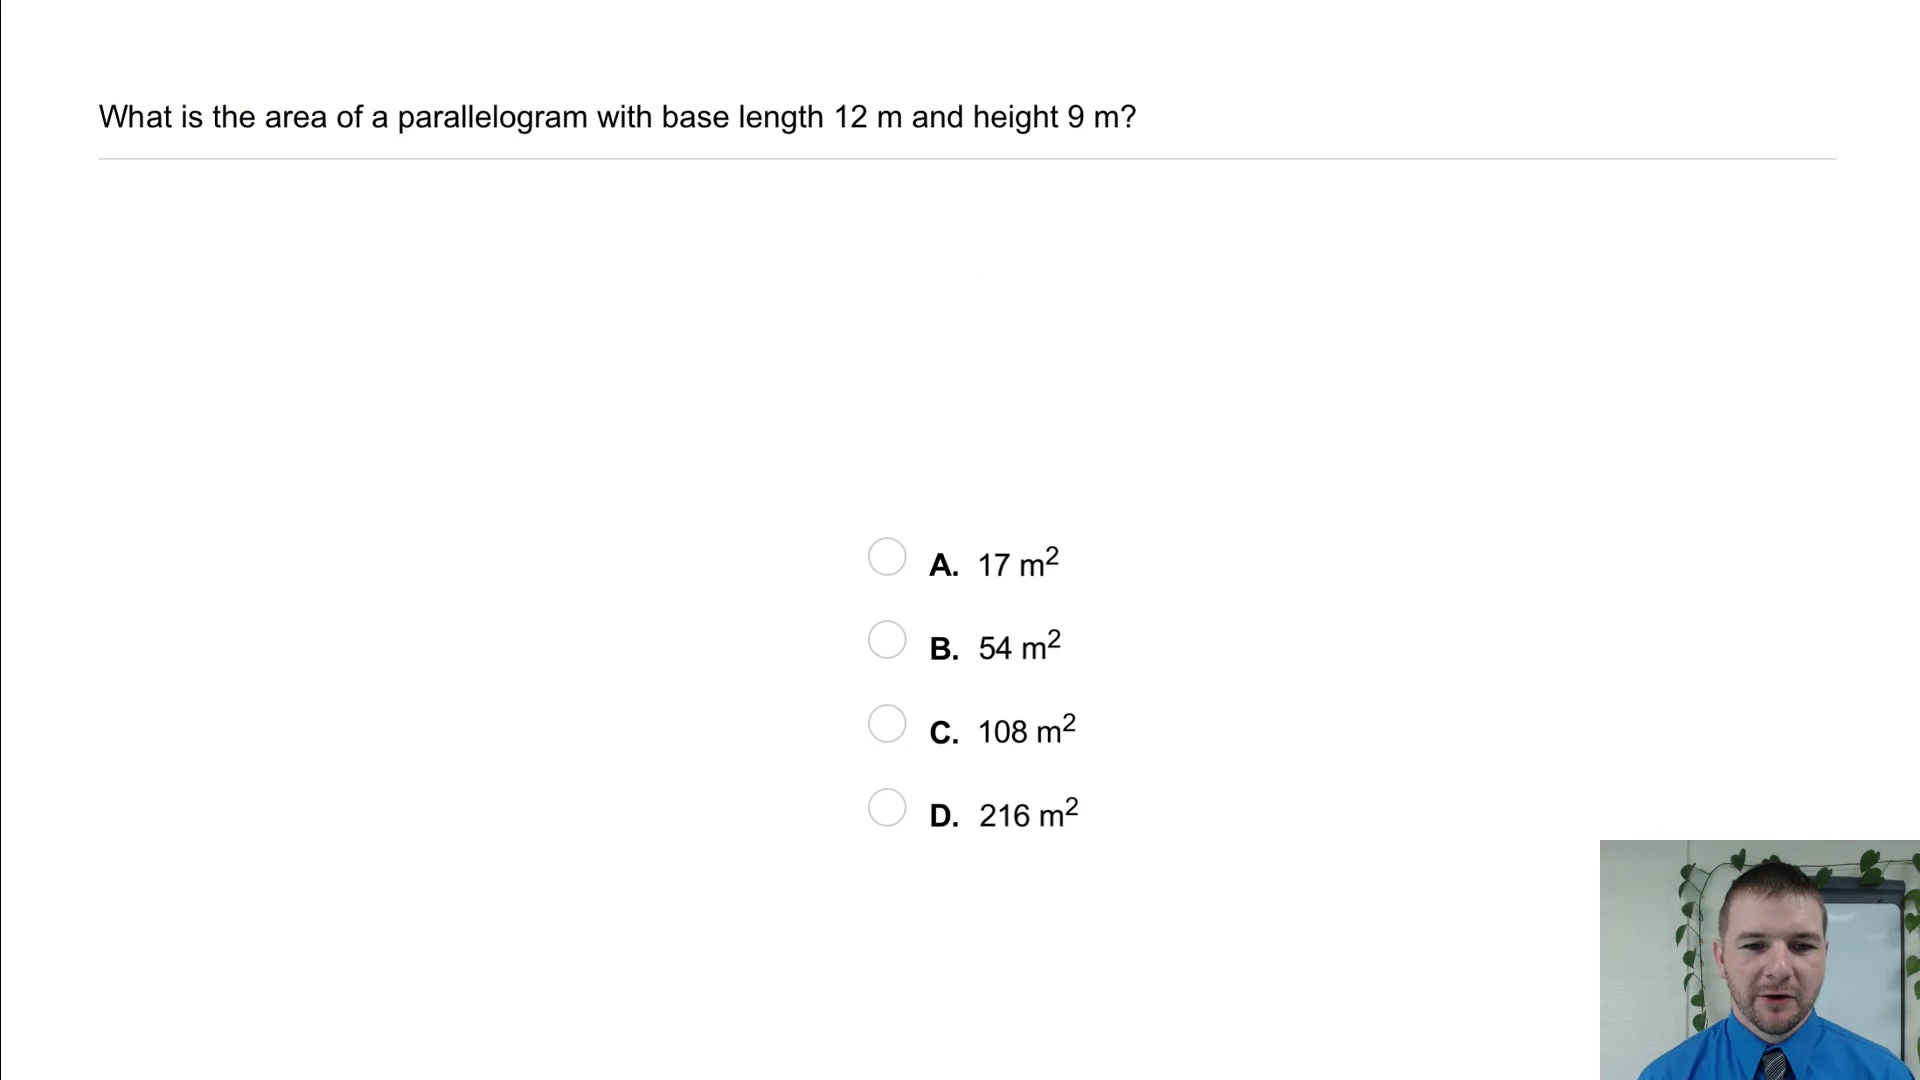 What is the area of a parallelogram with base length 12 m and height 9 m?
A. 17 m²
B. 54 m²
C. 108 m²
D. 216 m²